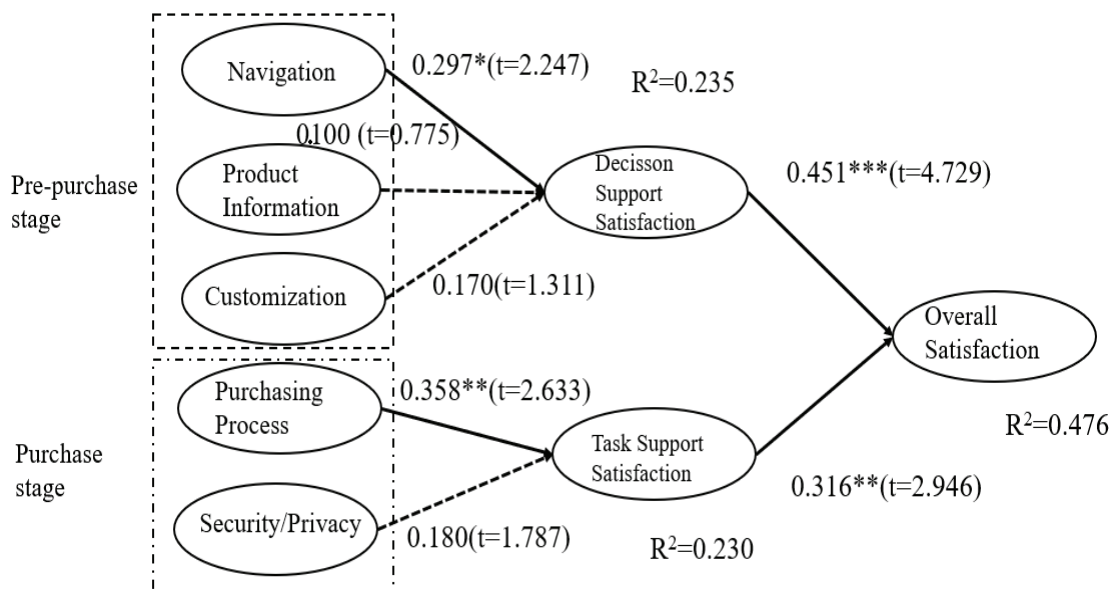 Navigation
0.297*(t=2.247)
R²=0.235
0.100 (t=0.775)
Pre-purchase
stage
Product
Information
Decisson
Support
Satisfaction
0.451***(t=4.729)
Customization
0.170(t=1.311)
Overall
Satisfaction
Purchasing
Process
0.358**(t=2.633)
R²=0.476
Purchase
stage
Task Support
Satisfaction
0.316**(t=2.946)
Security/Privacy
0.180(t=1.787)
R²=0.230